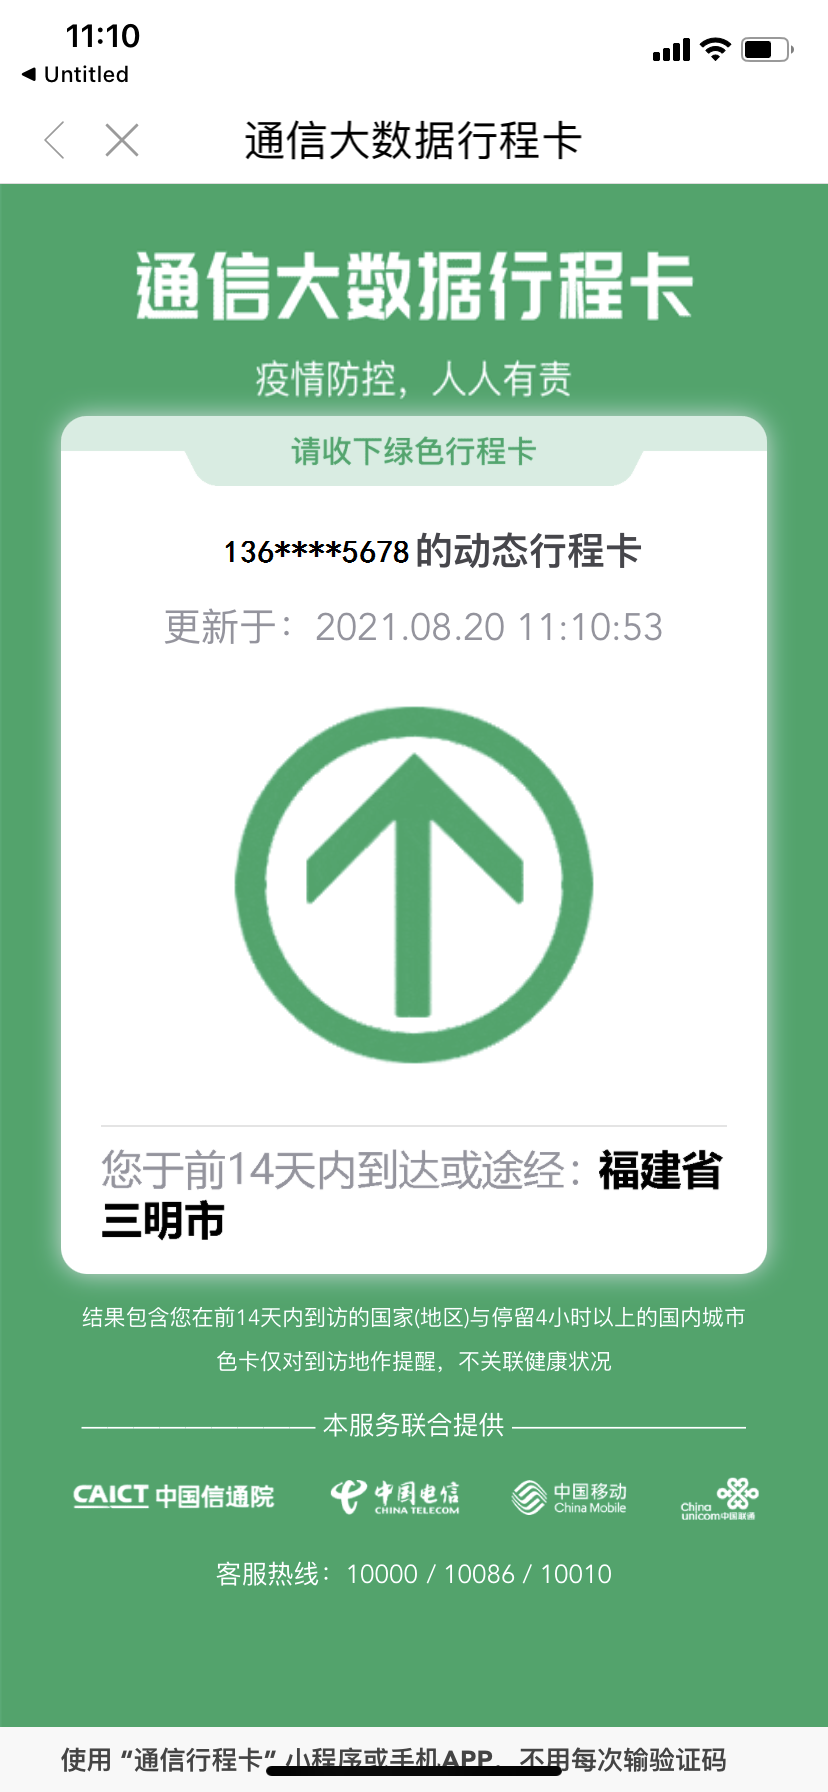 11:10
◀ Untitled
通信大数据行程卡
通信大数据行程卡
疫情防控，人人有责
请收下绿色行程卡
136****5678的动态行程卡
更新于：2021.08.20 11:10:53
您于前14天内到达或途经：福建省
三明市
结果包含您在前14天内到访的国家(地区)与停留4小时以上的国内城市
色卡仅对到访地作提醒，不关联健康状况
本服务联合提供
CAICT 中国信通院 中国电信 CHINA TELECOM 中国移动 China Mobile China unicom中国联通
客服热线：10000 / 10086 / 10010
使用“通信行程卡”小程序或手机APP，不用每次输验证码